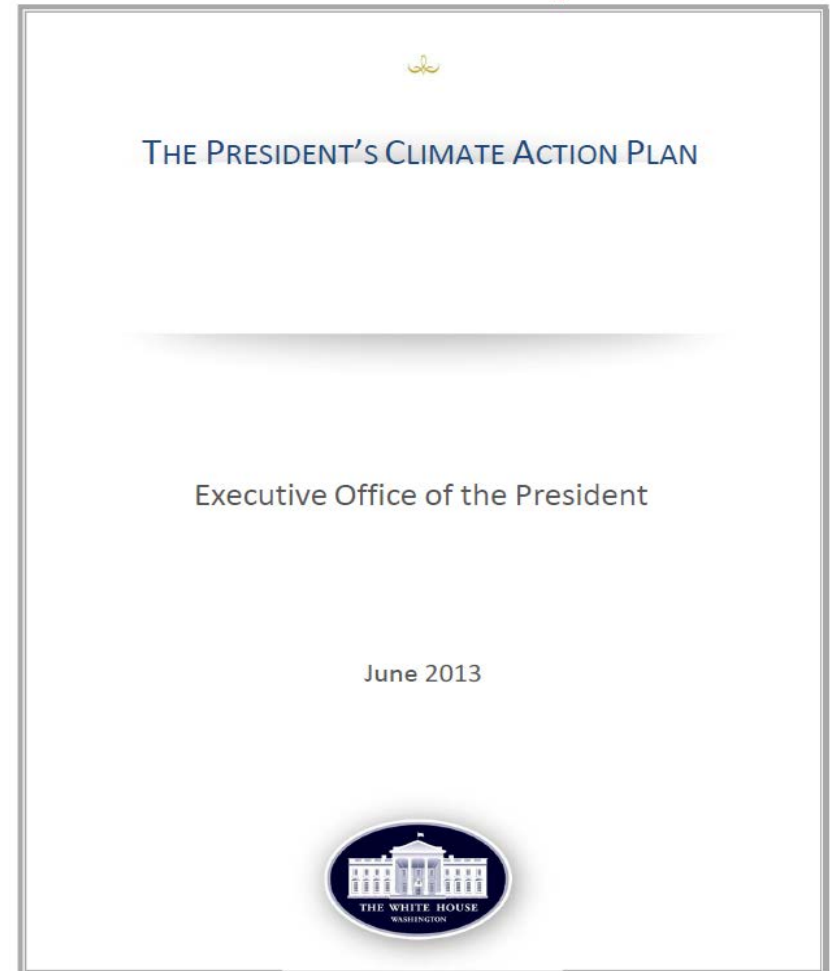 THE PRESIDENT'S CLIMATE ACTION PLAN
Executive Office of the President
June 2013
THE WHITE HOUSE
WASHINGTON